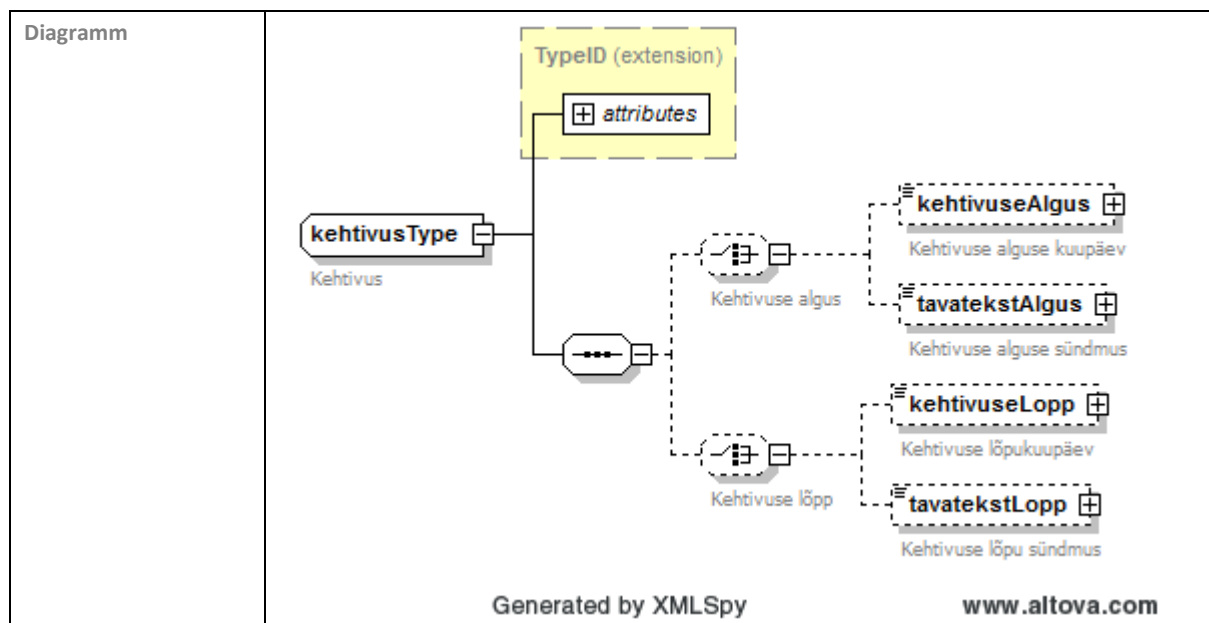 Diagramm
TypeID (extension)
attributes
kehtivusType
Kehtivus
Kehtivuse algus
kehtivuseAlgus
Kehtivuse alguse kuupäev
tavatekstAlgus
Kehtivuse alguse sündmus
Kehtivuse lõpp
kehtivuseLopp
Kehtivuse lõpukuupäev
tavatekstLopp
Kehtivuse lõpu sündmus
Generated by XMLSpy
www.altova.com